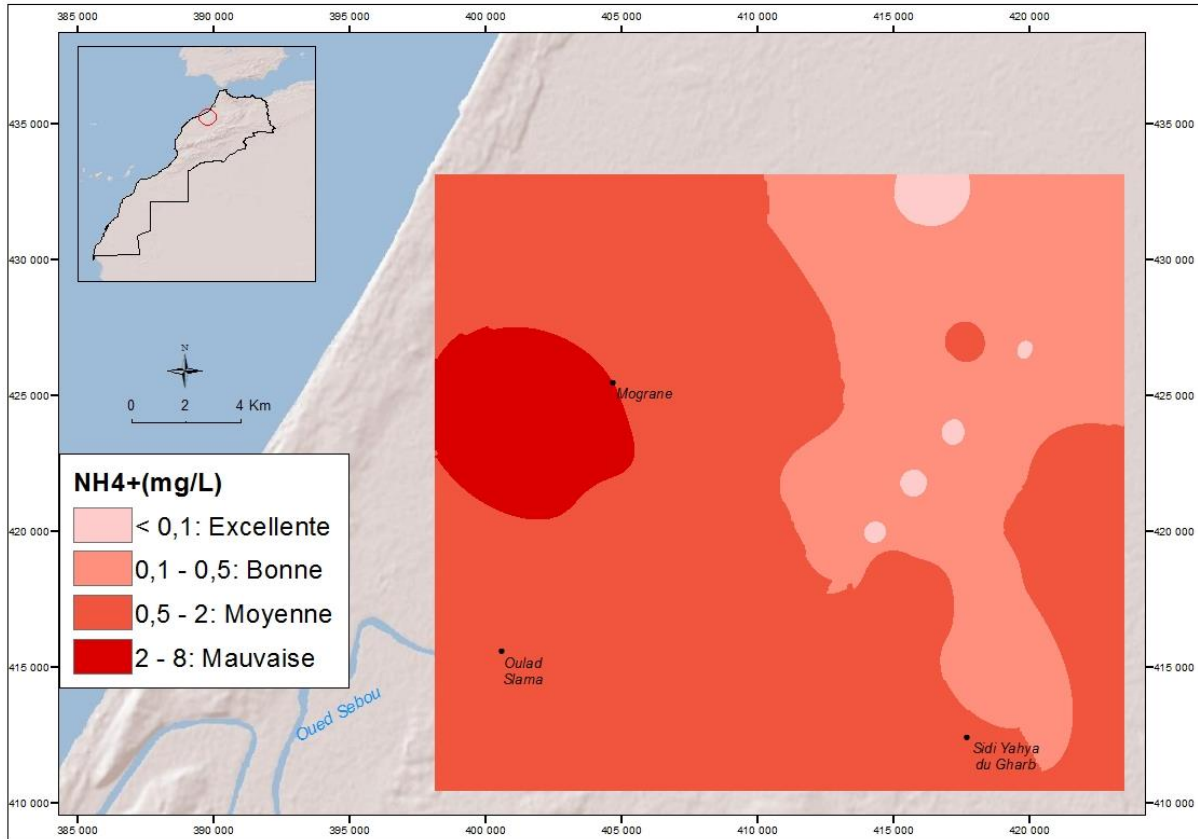 385 000 390 000 395 000 400 000 405 000 410 000 415 000 420 000
435 000 435 000
430 000 430 000
N
425 000 425 000
Mograne
0 2 4 Km
NH4+(mg/L)
< 0,1: Excellente
0,1 - 0,5: Bonne
0,5 - 2: Moyenne
2 - 8: Mauvaise
420 000 420 000
415 000 415 000
Oulad
Slama
Oued Sebou
Sidi Yahya
du Gharb
410 000 410 000
385 000 390 000 395 000 400 000 405 000 410 000 415 000 420 000